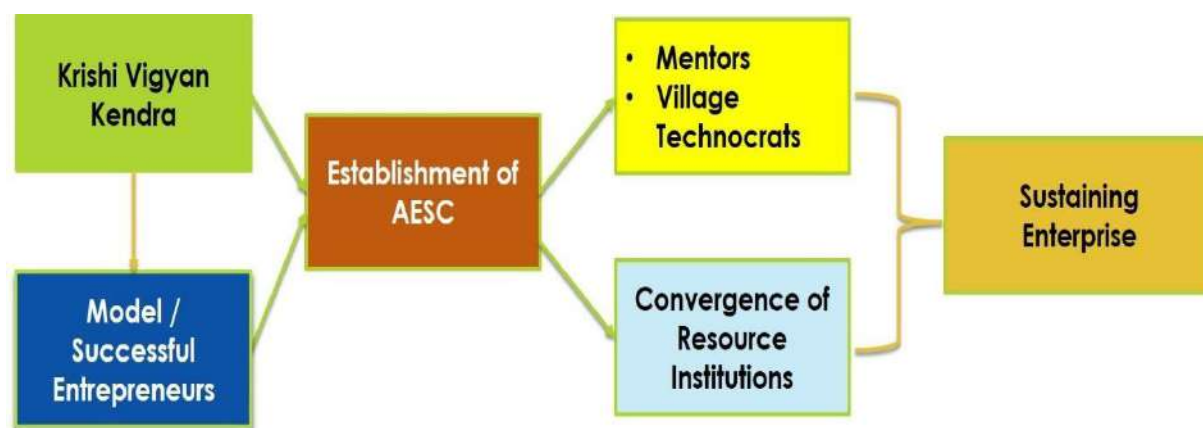 Krishi Vigyan
Kendra
Model /
Successful
Entrepreneurs
Establishment of
AESC
• Mentors
• Village
Technocrats
Convergence of
Resource
Institutions
Sustaining
Enterprise